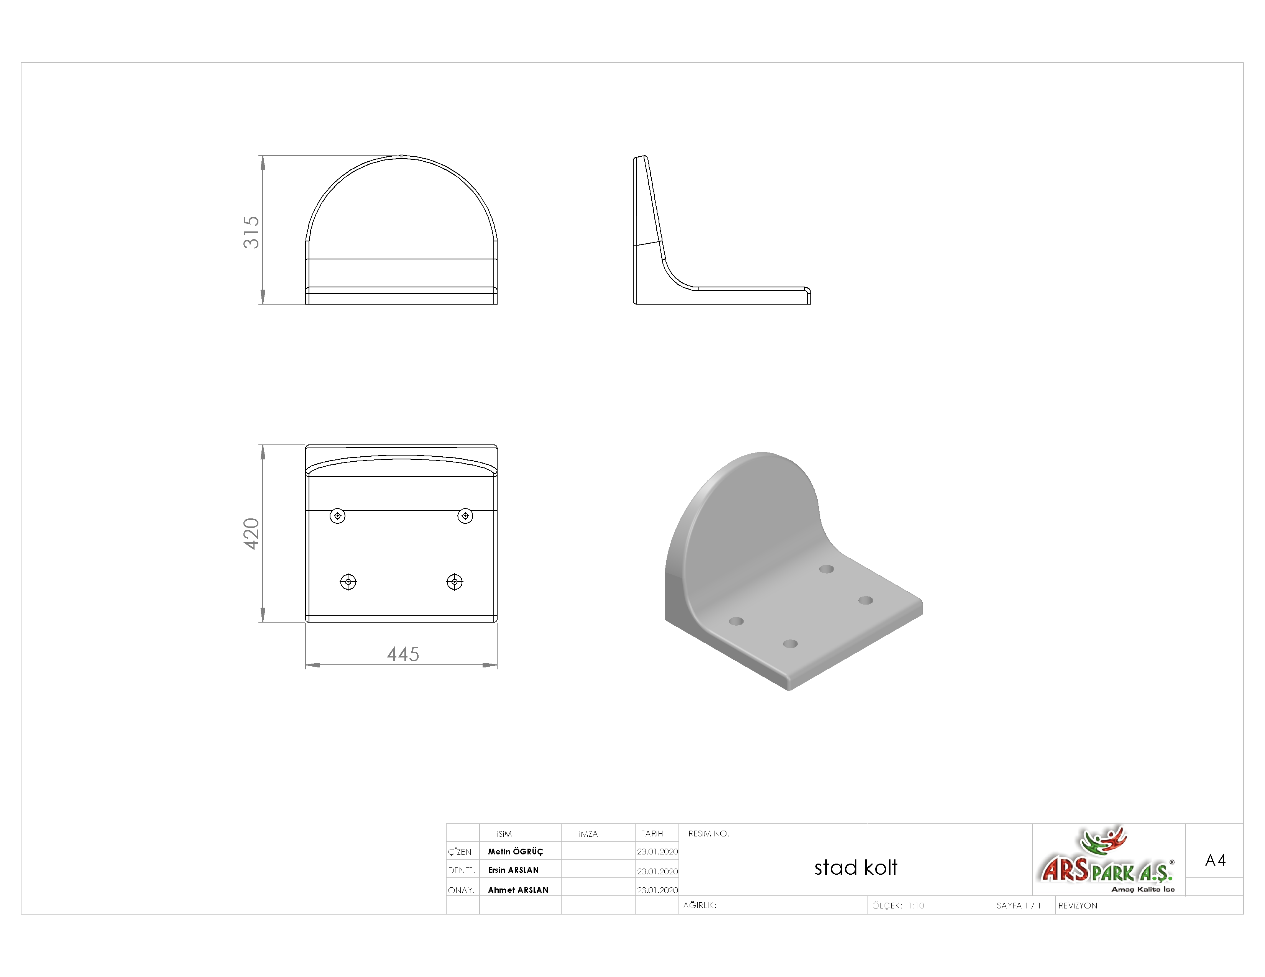 315
420
445
İSİM
İMZA
TARİH
RESİM KOD
ÇİZEN
Metin ÖGRÜÇ
23.01.2020
Ersin ARSLAN
23.01.2020
ONAY.
Ahmet ARSLAN
23.01.2020
stad kolt
ARSPARK A.Ş.®
Amaç Kalite İse
A4
AĞIRLIK:
ÖLÇEK:
SAYFA 1 / 1
REVİZYON